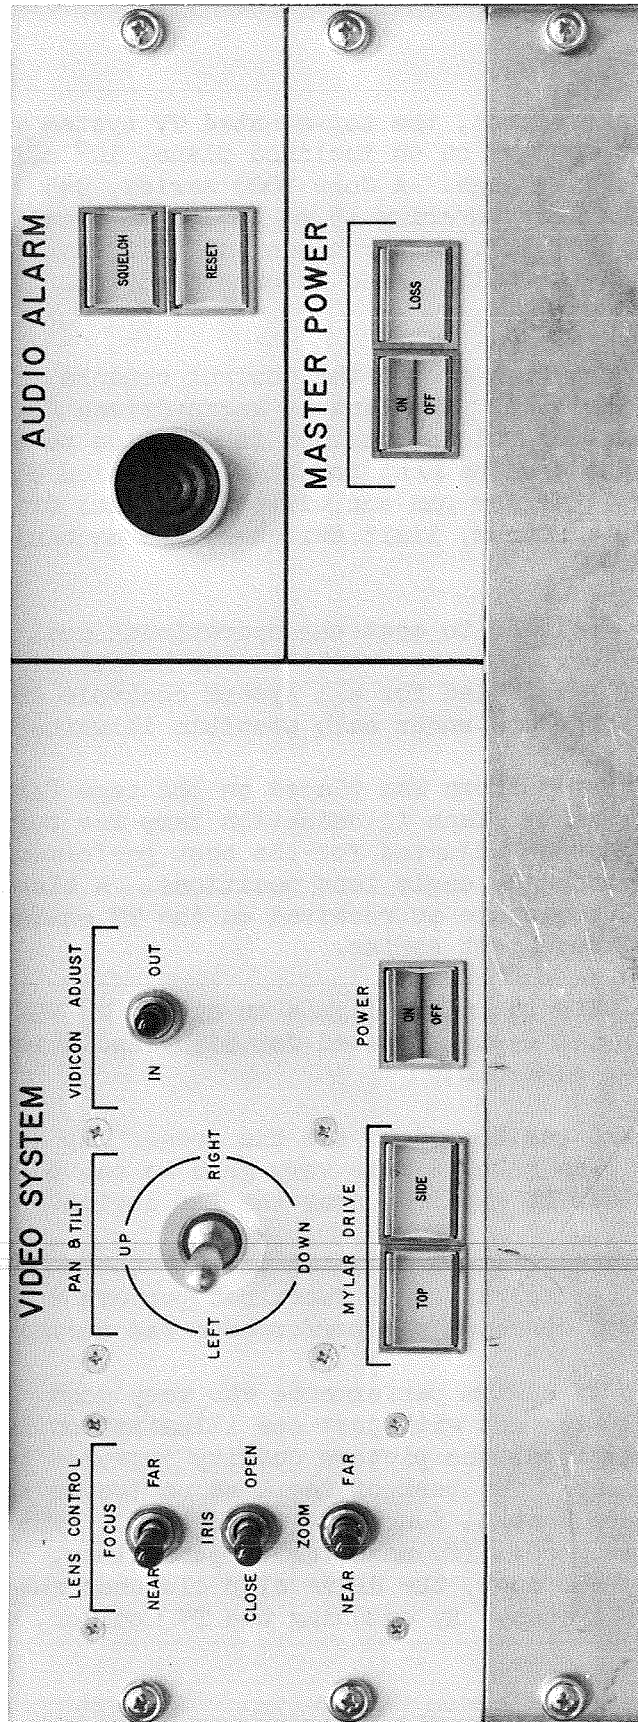 VIDEO SYSTEM
LENS CONTROL
FOCUS
NEAR FAR
IRIS
CLOSE OPEN
ZOOM
NEAR FAR
PAN & TILT
UP
LEFT RIGHT
DOWN
VIDICON ADJUST
IN OUT
MYLAR DRIVE
TOP
SIDE
POWER
ON
OFF
AUDIO ALARM
SQUELCH
RESET
MASTER POWER
ON
OFF
LOSS